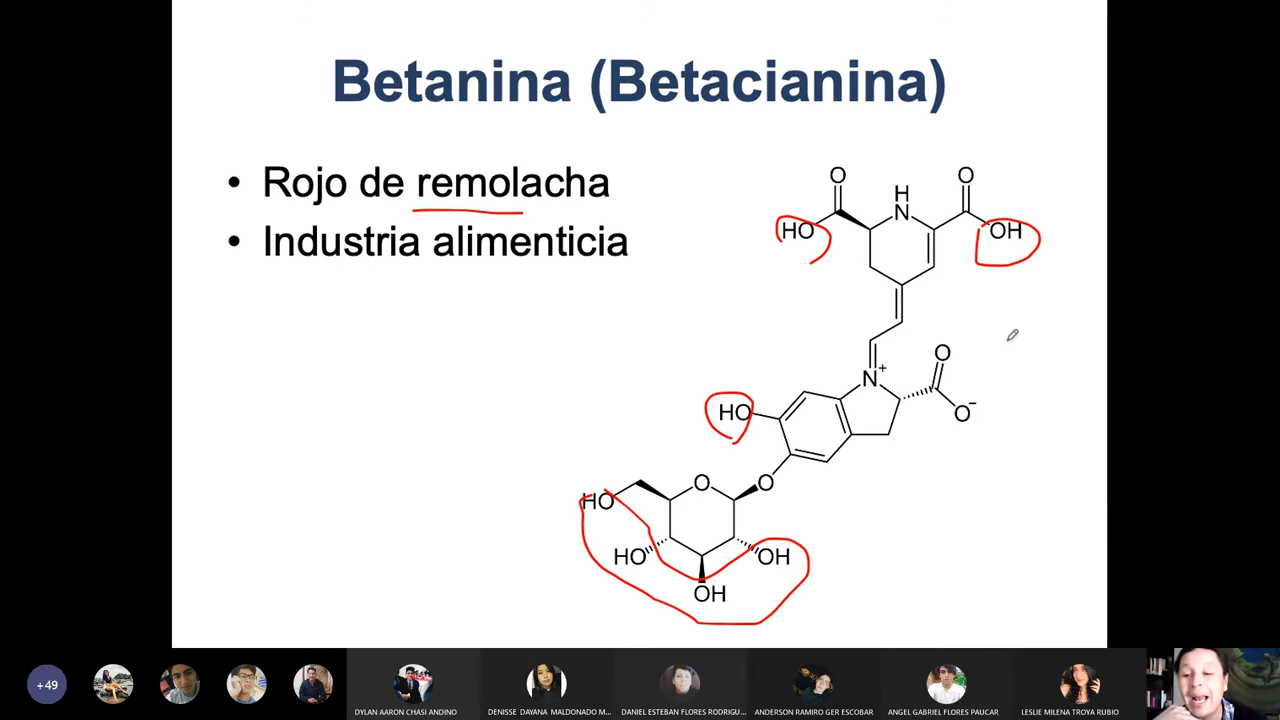 Betanina (Betacianina)
• Rojo de remolacha
• Industria alimenticia
O
H
N
O
HO
OH
O
N+
HO
O−
O
O
HO
HO
OH
OH
+49
DYLAN AARON CHASI ANDINO
DENISSE DAYANA MALDONADO M...
DANIEL ESTEBAN FLORES RODRIGU...
ANDERSON RAMIRO GER ESCOBAR
ANGEL GABRIEL FLORES PAUCAR
LESLIE MILENA TROYA RUBIO